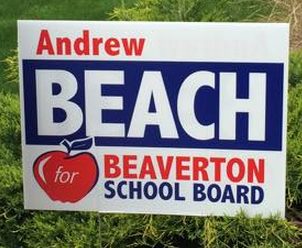 Andrew
BEACH
for
BEAVERTON
SCHOOL BOARD